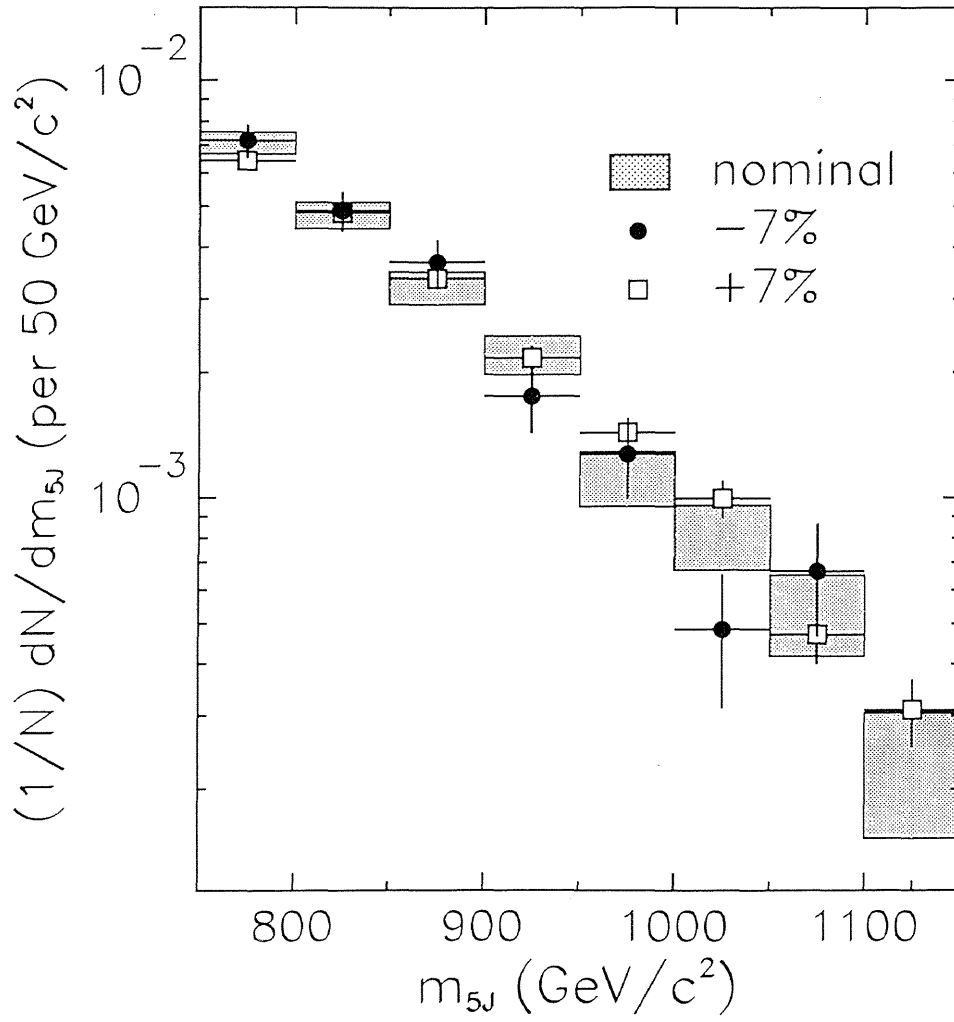 (1/N) dN/dm₅J (per 50 GeV/c²)
10⁻²
10⁻³
nominal
−7%
+7%
800 900 1000 1100
m₅J (GeV/c²)